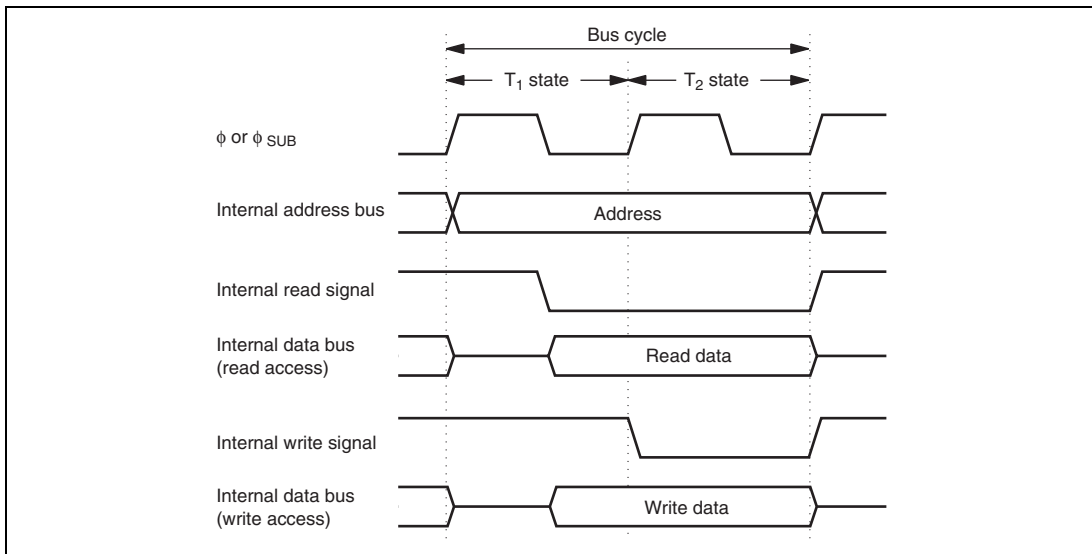 Bus cycle
T1 state
T2 state
ϕ or ϕ SUB
Internal address bus
Address
Internal read signal
Internal data bus
(read access)
Read data
Internal write signal
Internal data bus
(write access)
Write data